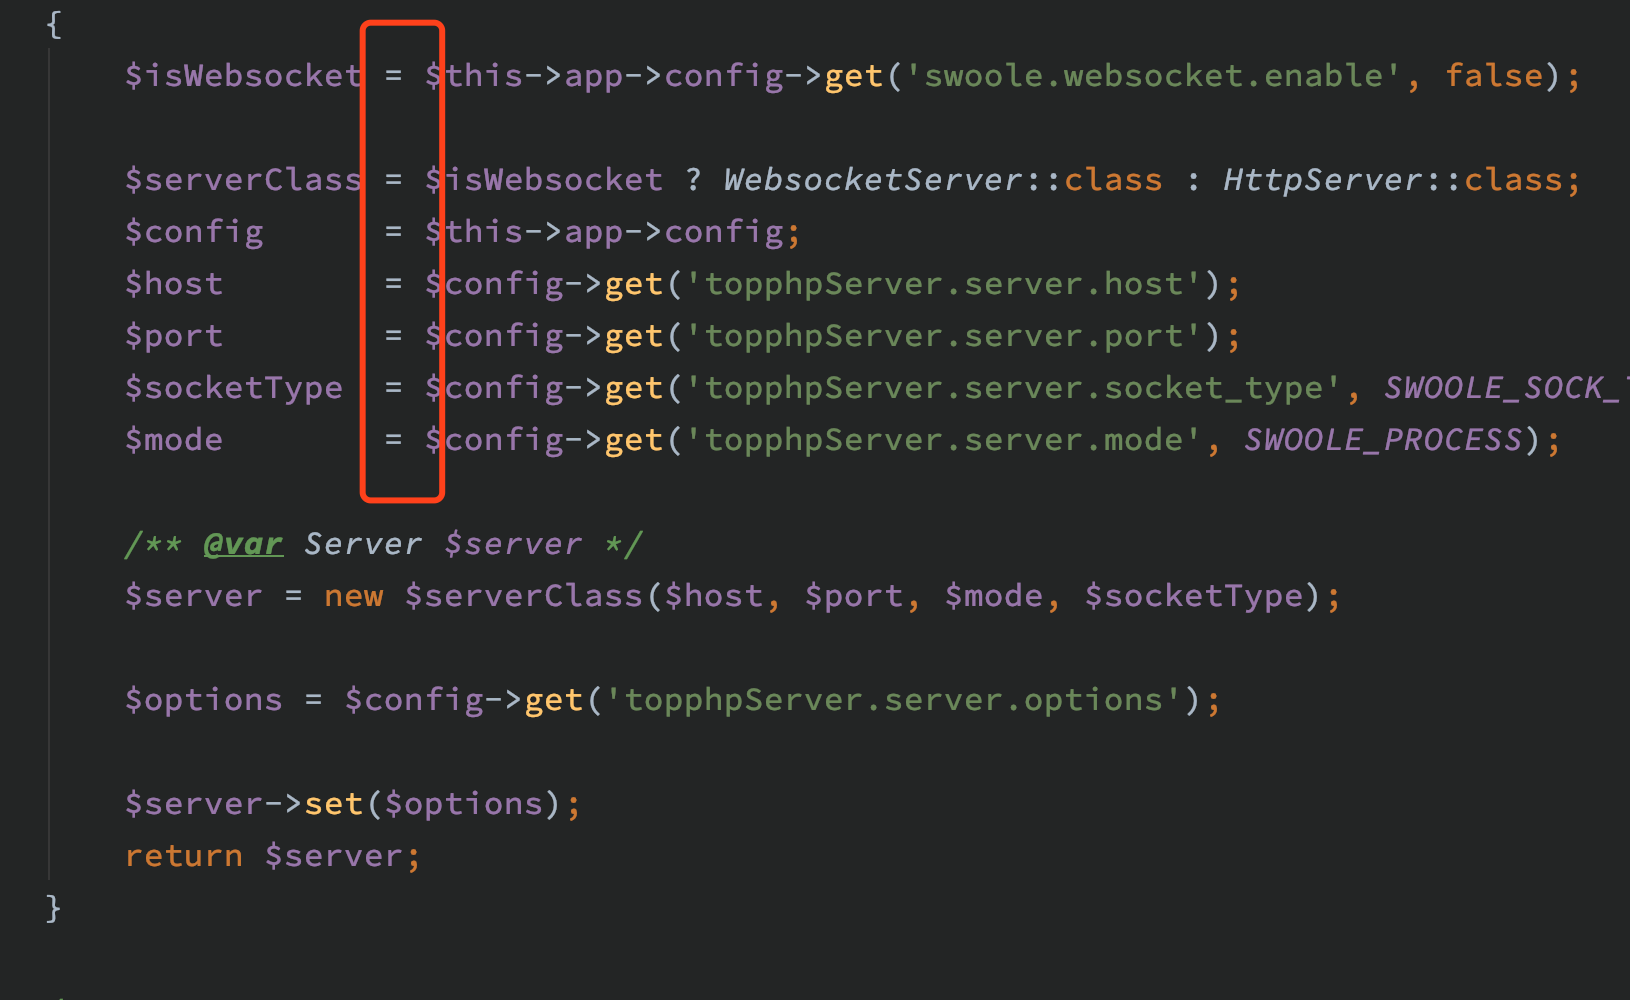 {
$isWebsocket = $this->app->config->get('swoole.websocket.enable', false);
$serverClass = $isWebsocket ? WebsocketServer::class : HttpServer::class;
$config      = $this->app->config;
$host        = $config->get('topphpServer.server.host');
$port        = $config->get('topphpServer.server.port');
$socketType  = $config->get('topphpServer.server.socket_type', SWOOLE_SOCK_
$mode        = $config->get('topphpServer.server.mode', SWOOLE_PROCESS);
/** @var Server $server */
$server = new $serverClass($host, $port, $mode, $socketType);
$options = $config->get('topphpServer.server.options');
$server->set($options);
return $server;
}